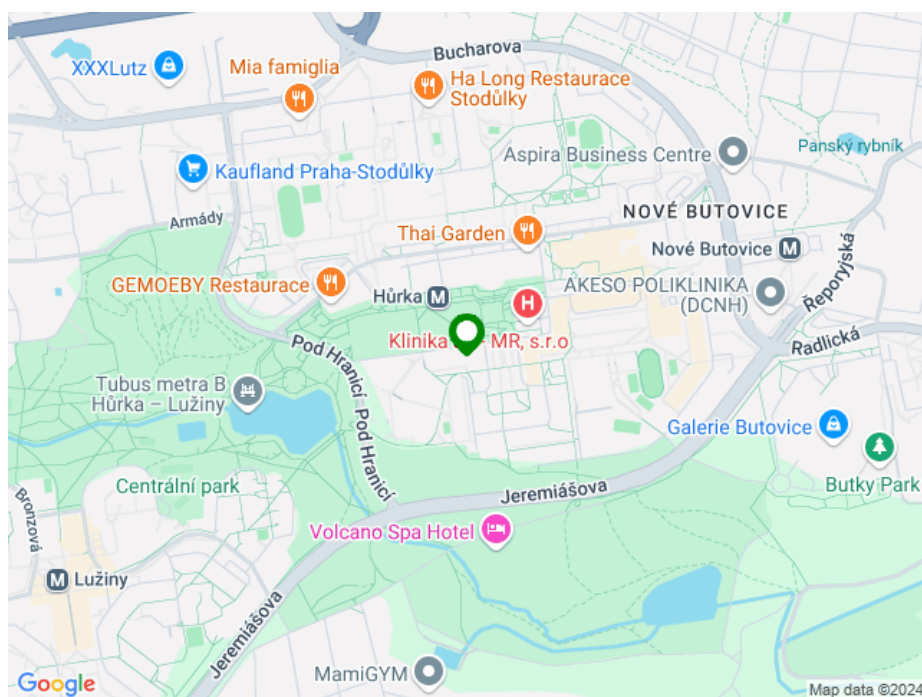 Bucharova
XXXLutz
Mia famiglia
Ha Long Restaurace
Stodůlky
Panský rybník
Aspira Business Centre
Kaufland Praha-Stodůlky
NOVÉ BUTOVICE
Armády
Thai Garden
Nové Butovice
M
Řeporyjská
GEMOEBY Restaurace
Hůrka
M
H
AKESO POLIKLINIKA
(DCNH)
Klinika
MR, s.r.o
Radlická
Pod Hranicí
Pod Hranicí
Tubus metra B
Hůrka – Lužiny
Galerie Butovice
Centrální park
Butky Park
Bronzová
Jeremiášova
Volcano Spa Hotel
M
Lužiny
Jeremiášova
MamiGYM
Google
Map data ©2024